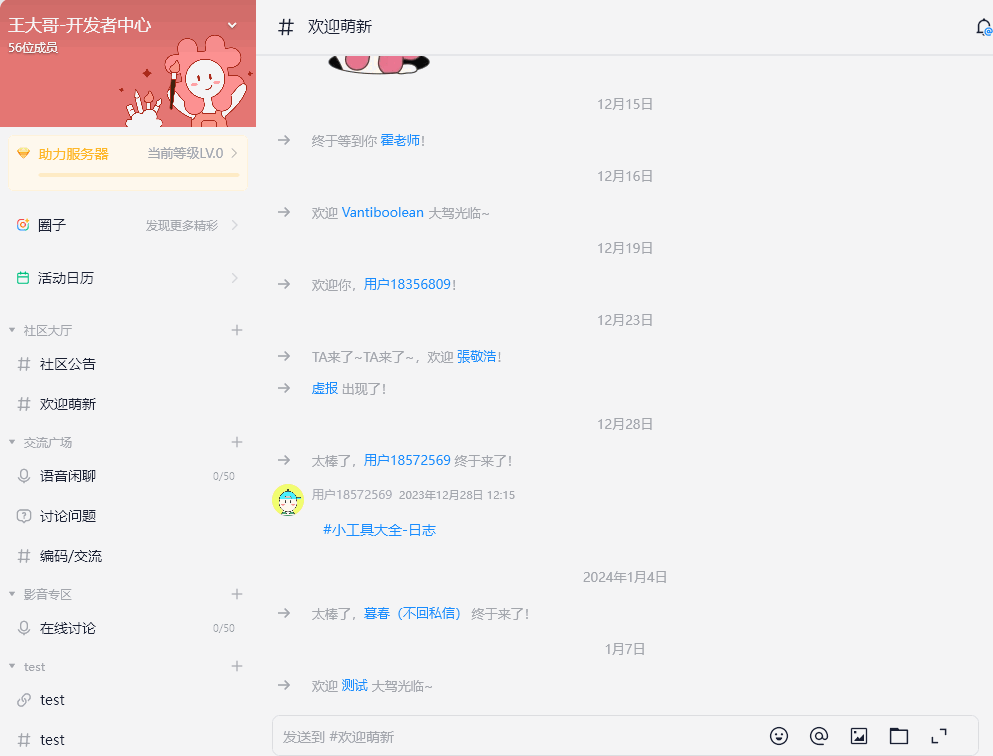 王大哥-开发者中心
56位成员
助力服务器 当前等级LV.0
圈子 发现更多精彩
活动日历
社区大厅
# 社区公告
# 欢迎萌新
交流广场
语音闲聊 0/50
讨论问题
# 编码/交流
影音专区
在线讨论 0/50
test
test
# test
# 欢迎萌新
12月15日
终于等到你 霍老师!
12月16日
欢迎 Vantiboolean 大驾光临~
12月19日
欢迎你, 用户18356809!
12月23日
TA来了~TA来了~, 欢迎 張敬浩!
虚报 出现了!
12月28日
太棒了, 用户18572569 终于来了!
用户18572569 2023年12月28日 12:15
#小工具大全-日志
2024年1月4日
太棒了, 暮春（不回私信） 终于来了!
1月7日
欢迎 测试 大驾光临~
发送到 #欢迎萌新